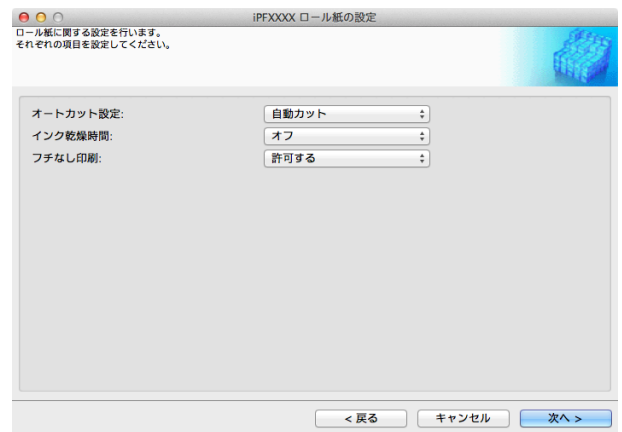 iPFXXXX ロール紙の設定
ロール紙に関する設定を行います。
それぞれの項目を設定してください。
オートカット設定: 自動カット
インク乾燥時間: オフ
フチなし印刷: 許可する
< 戻る キャンセル 次へ >